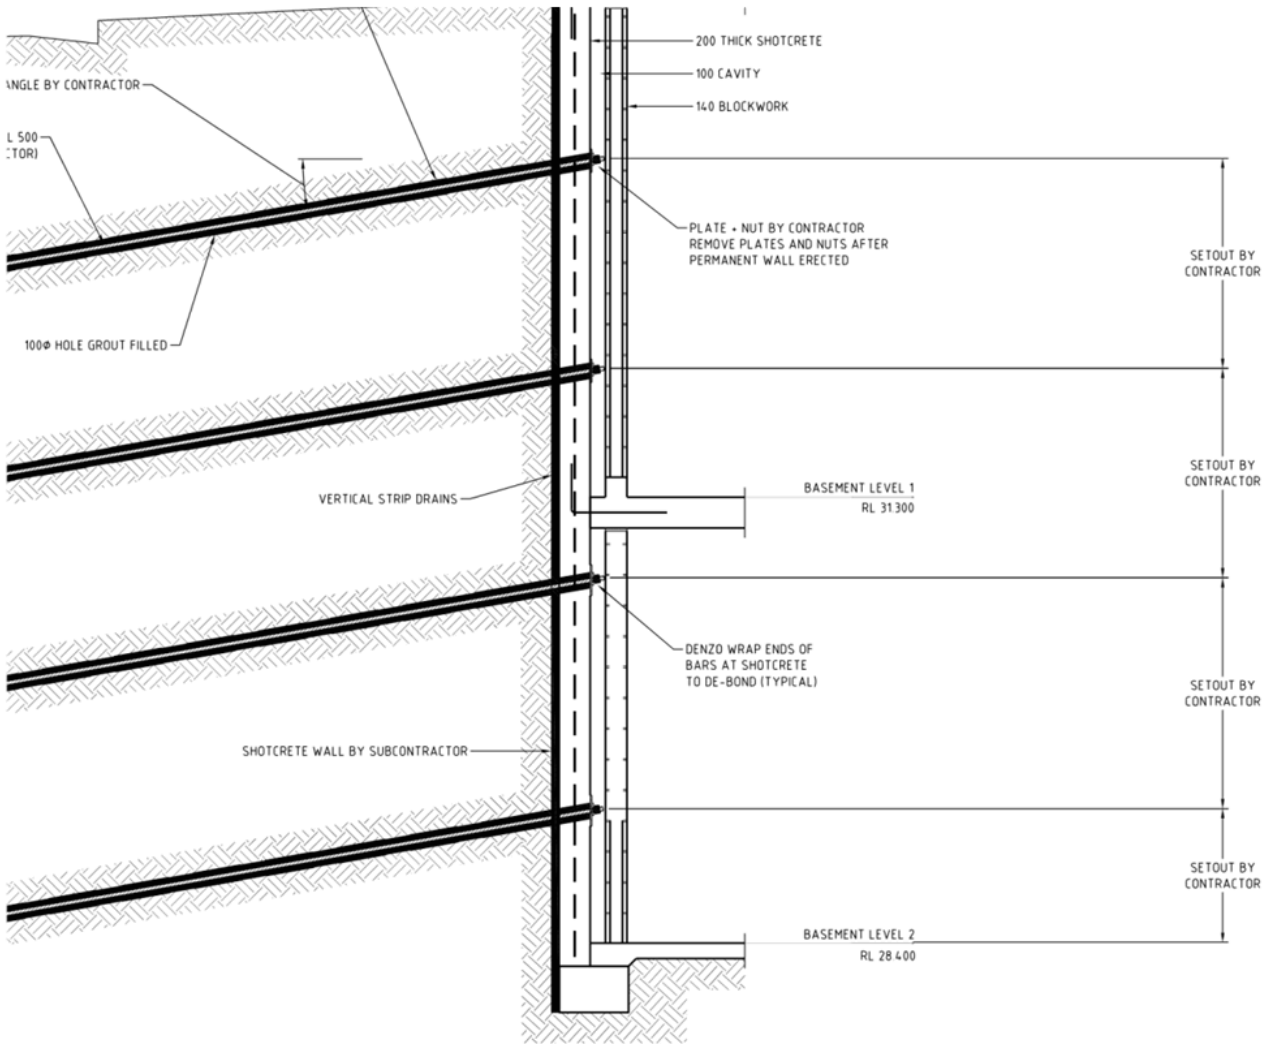 200 THICK SHOTCRETE
100 CAVITY
140 BLOCKWORK
ANGLE BY CONTRACTOR
L 500
CTOR)
PLATE + NUT BY CONTRACTOR
REMOVE PLATES AND NUTS AFTER
PERMANENT WALL ERECTED
SETOUT BY
CONTRACTOR
100Ø HOLE GROUT FILLED
SETOUT BY
CONTRACTOR
VERTICAL STRIP DRAINS
BASEMENT LEVEL 1
RL 31.300
DENZO WRAP ENDS OF
BARS AT SHOTCRETE
TO DE-BOND (TYPICAL)
SETOUT BY
CONTRACTOR
SHOTCRETE WALL BY SUBCONTRACTOR
SETOUT BY
CONTRACTOR
BASEMENT LEVEL 2
RL 28.400